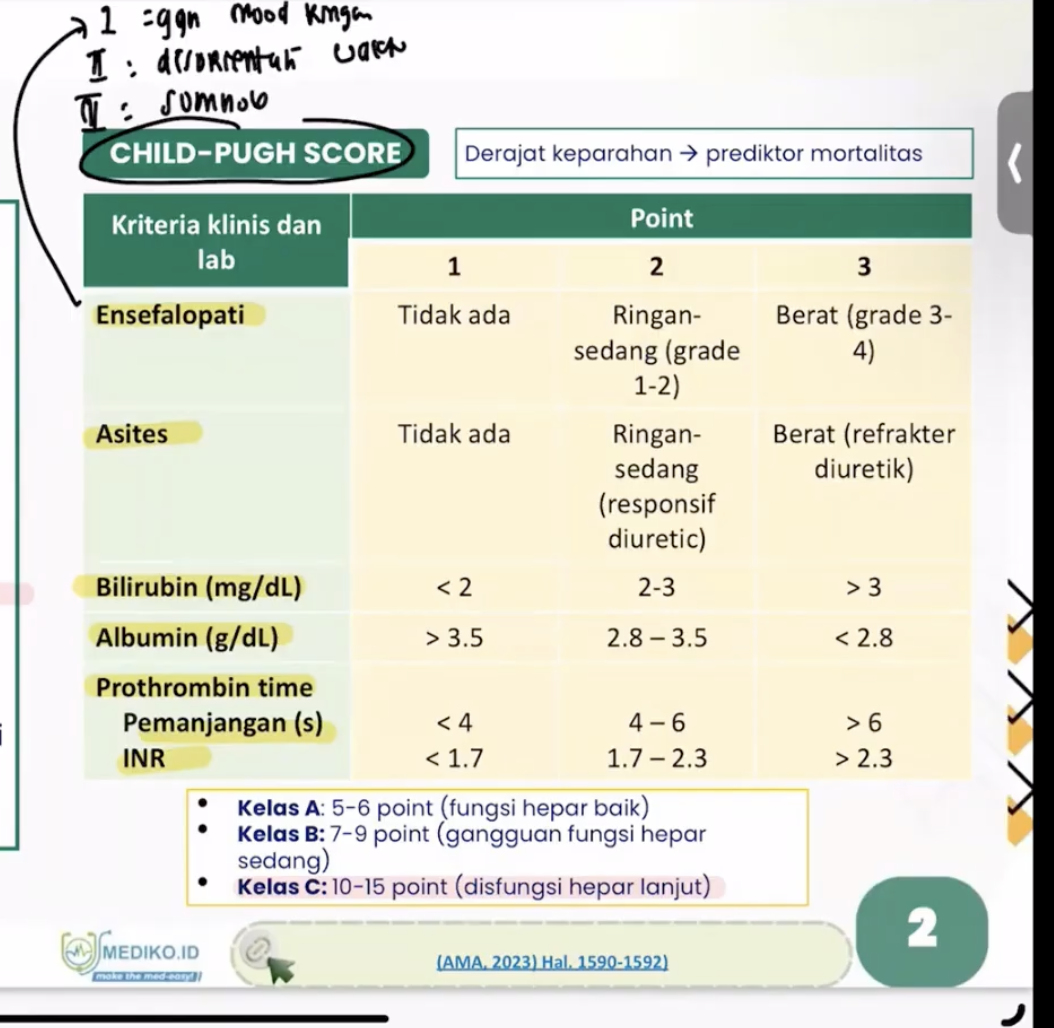 I = ggn mood ringan
II : disorientasi waktu
IV : somnob
CHILD-PUGH SCORE
Derajat keparahan → prediktor mortalitas
Kriteria klinis dan lab
Point
1 2 3
Ensefalopati Tidak ada Ringan-sedang (grade 1-2) Berat (grade 3-4)
Asites Tidak ada Ringan-sedang (responsif diuretic) Berat (refrakter diuretik)
Bilirubin (mg/dL) < 2 2-3 > 3
Albumin (g/dL) > 3.5 2.8 – 3.5 < 2.8
Prothrombin time
Pemanjangan (s) < 4 4 – 6 > 6
INR < 1.7 1.7 – 2.3 > 2.3
• Kelas A: 5-6 point (fungsi hepar baik)
• Kelas B: 7-9 point (gangguan fungsi hepar
sedang)
• Kelas C: 10-15 point (disfungsi hepar lanjut)
2
MEDIKO.ID
make the med-easy!
(AMA, 2023) Hal. 1590-1592)